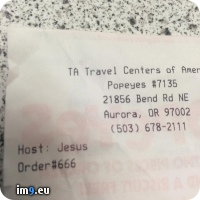 TA Travel Centers of Amer
Popeyes #7135
21856 Bend Rd NE
Aurora, OR 97002
(503) 678-2111
Host: Jesus
Order#666
im9.eu